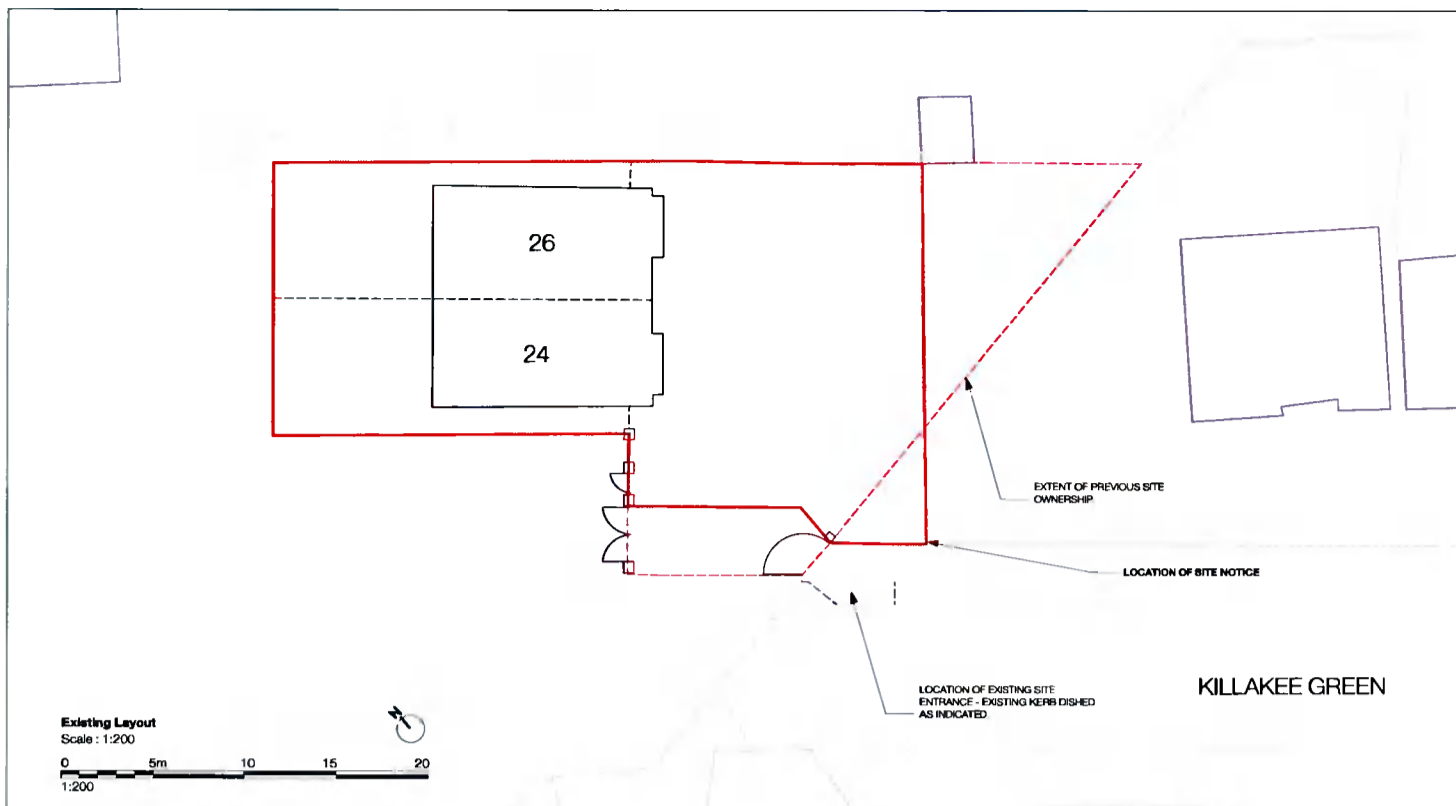 26
24
EXTENT OF PREVIOUS SITE
OWNERSHIP
LOCATION OF SITE NOTICE
LOCATION OF EXISTING SITE
ENTRANCE - EXISTING KERB DISHED
AS INDICATED
KILLAKEE GREEN
Existing Layout
Scale : 1:200
N
0 5m 10 15 20
1:200